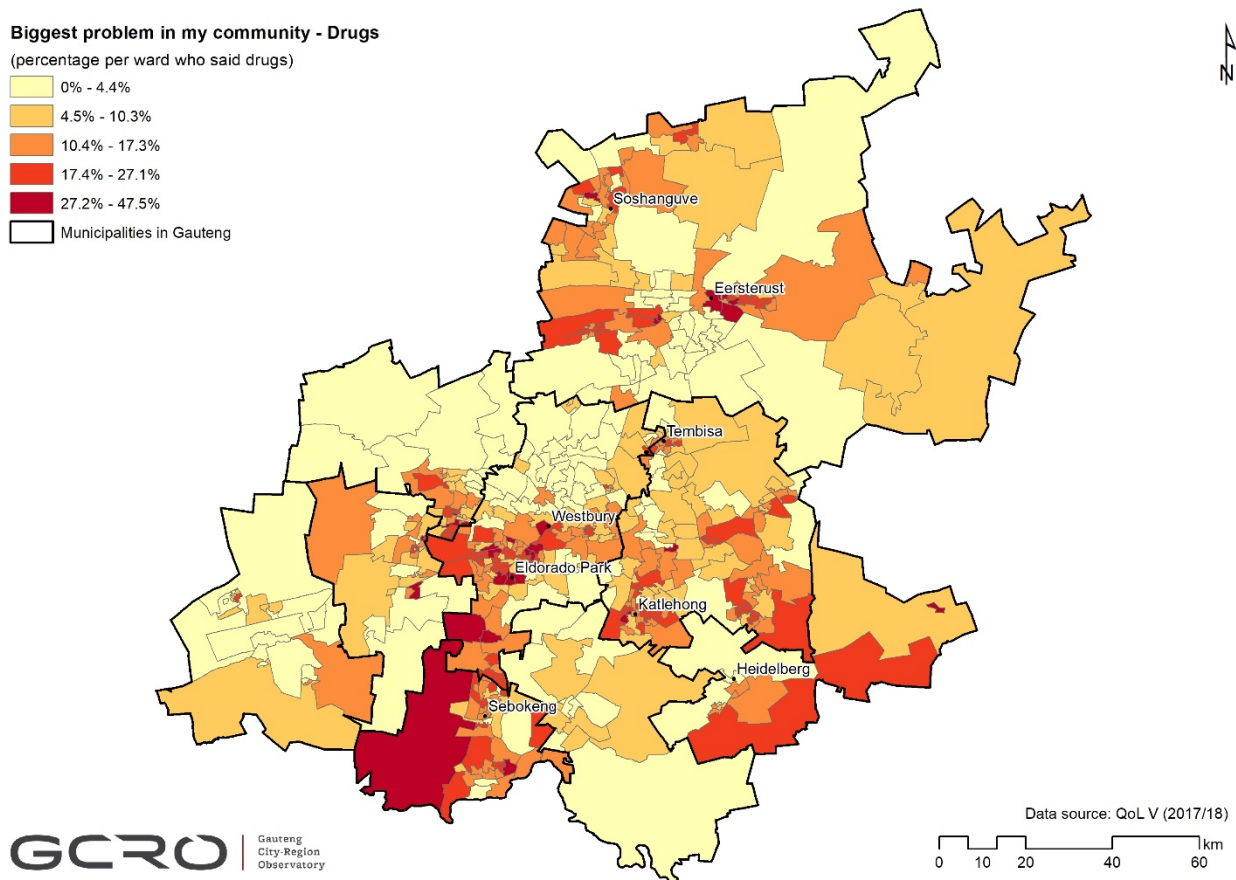 Biggest problem in my community - Drugs
(percentage per ward who said drugs)
0% - 4.4%
4.5% - 10.3%
10.4% - 17.3%
17.4% - 27.1%
27.2% - 47.5%
Municipalities in Gauteng
N
Soshanguve
Eersterust
Tembisa
Westbury
Eldorado Park
Katlehong
Heidelberg
Sebokeng
Data source: QoL V (2017/18)
km
0 10 20 40 60
GCRO
Gauteng
City-Region
Observatory